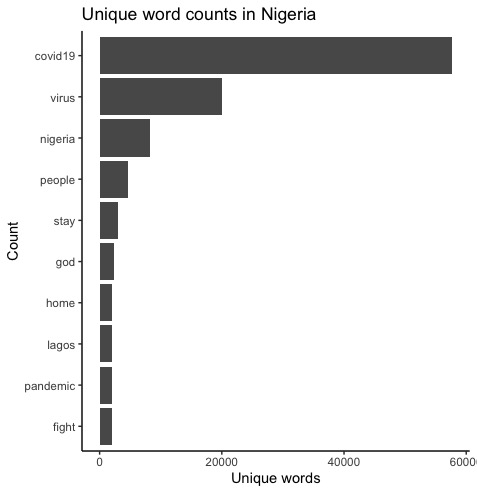 Unique word counts in Nigeria
Count
covid19
virus
nigeria
people
stay
god
home
lagos
pandemic
fight
0 20000 40000 60000
Unique words